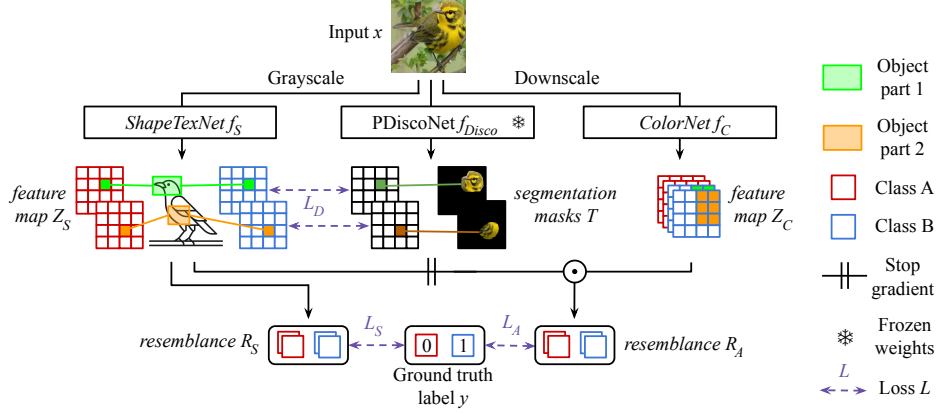 Input x
Grayscale
Downscale
ShapeTexNet f_S
PDiscoNet f_Disco
ColorNet f_C
feature
map Z_S
L_D
segmentation
masks T
feature
map Z_C
resemblance R_S
L_S
0 1
L_A
resemblance R_A
Ground truth
label y
Object
part 1
Object
part 2
Class A
Class B
Stop
gradient
Frozen
weights
L
Loss L